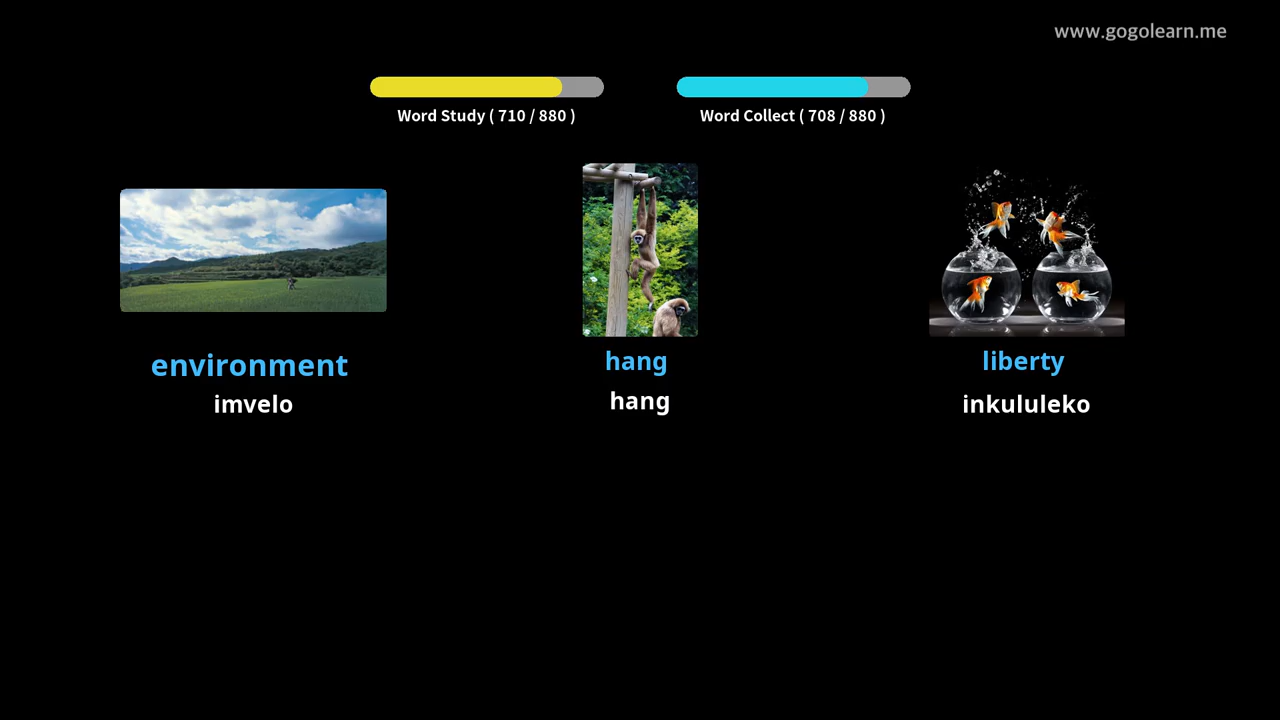 www.gogolearn.me
Word Study ( 710 / 880 )
Word Collect ( 708 / 880 )
environment
imvelo
hang
hang
liberty
inkululeko